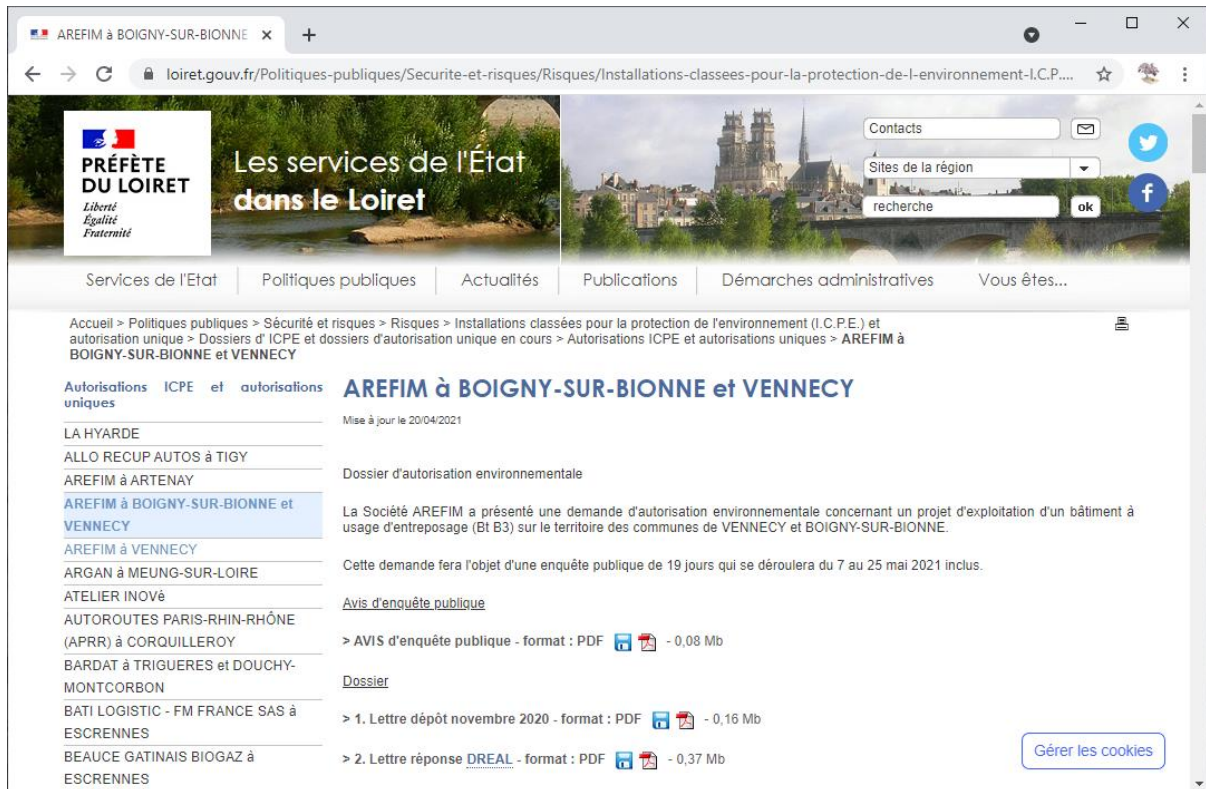 AREFIM à BOIGNY-SUR-BIONNE
loiret.gouv.fr/Politiques-publiques/Securite-et-risques/Risques/Installations-classees-pour-la-protection-de-l-environnement-I.C.P....
PRÉFÈTE
DU LOIRET
Liberté
Égalité
Fraternité
Les services de l'État
dans le Loiret
Contacts
Sites de la région
recherche
ok
Services de l'Etat
Politiques publiques
Actualités
Publications
Démarches administratives
Vous êtes...
Accueil > Politiques publiques > Sécurité et risques > Risques > Installations classées pour la protection de l'environnement (I.C.P.E.) et
autorisation unique > Dossiers d' ICPE et dossiers d'autorisation unique en cours > Autorisations ICPE et autorisations uniques > AREFIM à
BOIGNY-SUR-BIONNE et VENNECY
Autorisations ICPE et autorisations
uniques
LA HYARDE
ALLO RECUP AUTOS à TIGY
AREFIM à ARTENAY
AREFIM à BOIGNY-SUR-BIONNE et
VENNECY
AREFIM à VENNECY
ARGAN à MEUNG-SUR-LOIRE
ATELIER INOVé
AUTOROUTES PARIS-RHIN-RHÔNE
(APRR) à CORQUILLEROY
BARDAT à TRIGUERES et DOUCHY-
MONTCORBON
BATI LOGISTIC - FM FRANCE SAS à
ESCRENNES
BEAUCE GATINAIS BIOGAZ à
ESCRENNES
AREFIM à BOIGNY-SUR-BIONNE et VENNECY
Mise à jour le 20/04/2021
Dossier d'autorisation environnementale
La Société AREFIM a présenté une demande d'autorisation environnementale concernant un projet d'exploitation d'un bâtiment à
usage d'entreposage (Bt B3) sur le territoire des communes de VENNECY et BOIGNY-SUR-BIONNE.
Cette demande fera l'objet d'une enquête publique de 19 jours qui se déroulera du 7 au 25 mai 2021 inclus.
Avis d'enquête publique
> AVIS d'enquête publique - format : PDF - 0,08 Mb
Dossier
> 1. Lettre dépôt novembre 2020 - format : PDF - 0,16 Mb
> 2. Lettre réponse DREAL - format : PDF - 0,37 Mb
Gérer les cookies